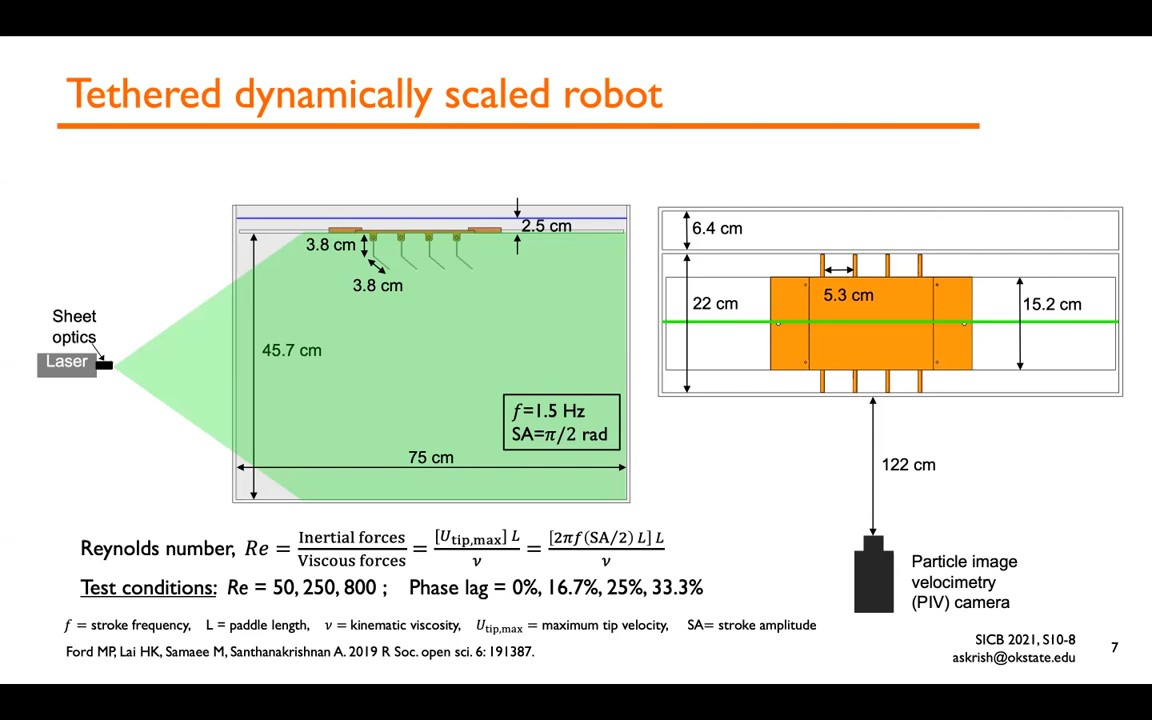 Tethered dynamically scaled robot
2.5 cm
3.8 cm
3.8 cm
Sheet
optics
Laser
45.7 cm
f=1.5 Hz
SA=π/2 rad
75 cm
6.4 cm
5.3 cm
22 cm
15.2 cm
122 cm
Particle image
velocimetry
(PIV) camera
Reynolds number, Re = Inertial forces / Viscous forces = [U_tip,max] L / ν = [2πf(SA/2) L] L / ν
Test conditions: Re = 50, 250, 800 ; Phase lag = 0%, 16.7%, 25%, 33.3%
f = stroke frequency, L = paddle length, ν = kinematic viscosity, U_tip,max = maximum tip velocity, SA= stroke amplitude
Ford MP, Lai HK, Samaee M, Santhanakrishnan A. 2019 R Soc. open sci. 6: 191387.
SICB 2021, S10-8
askrish@okstate.edu
7